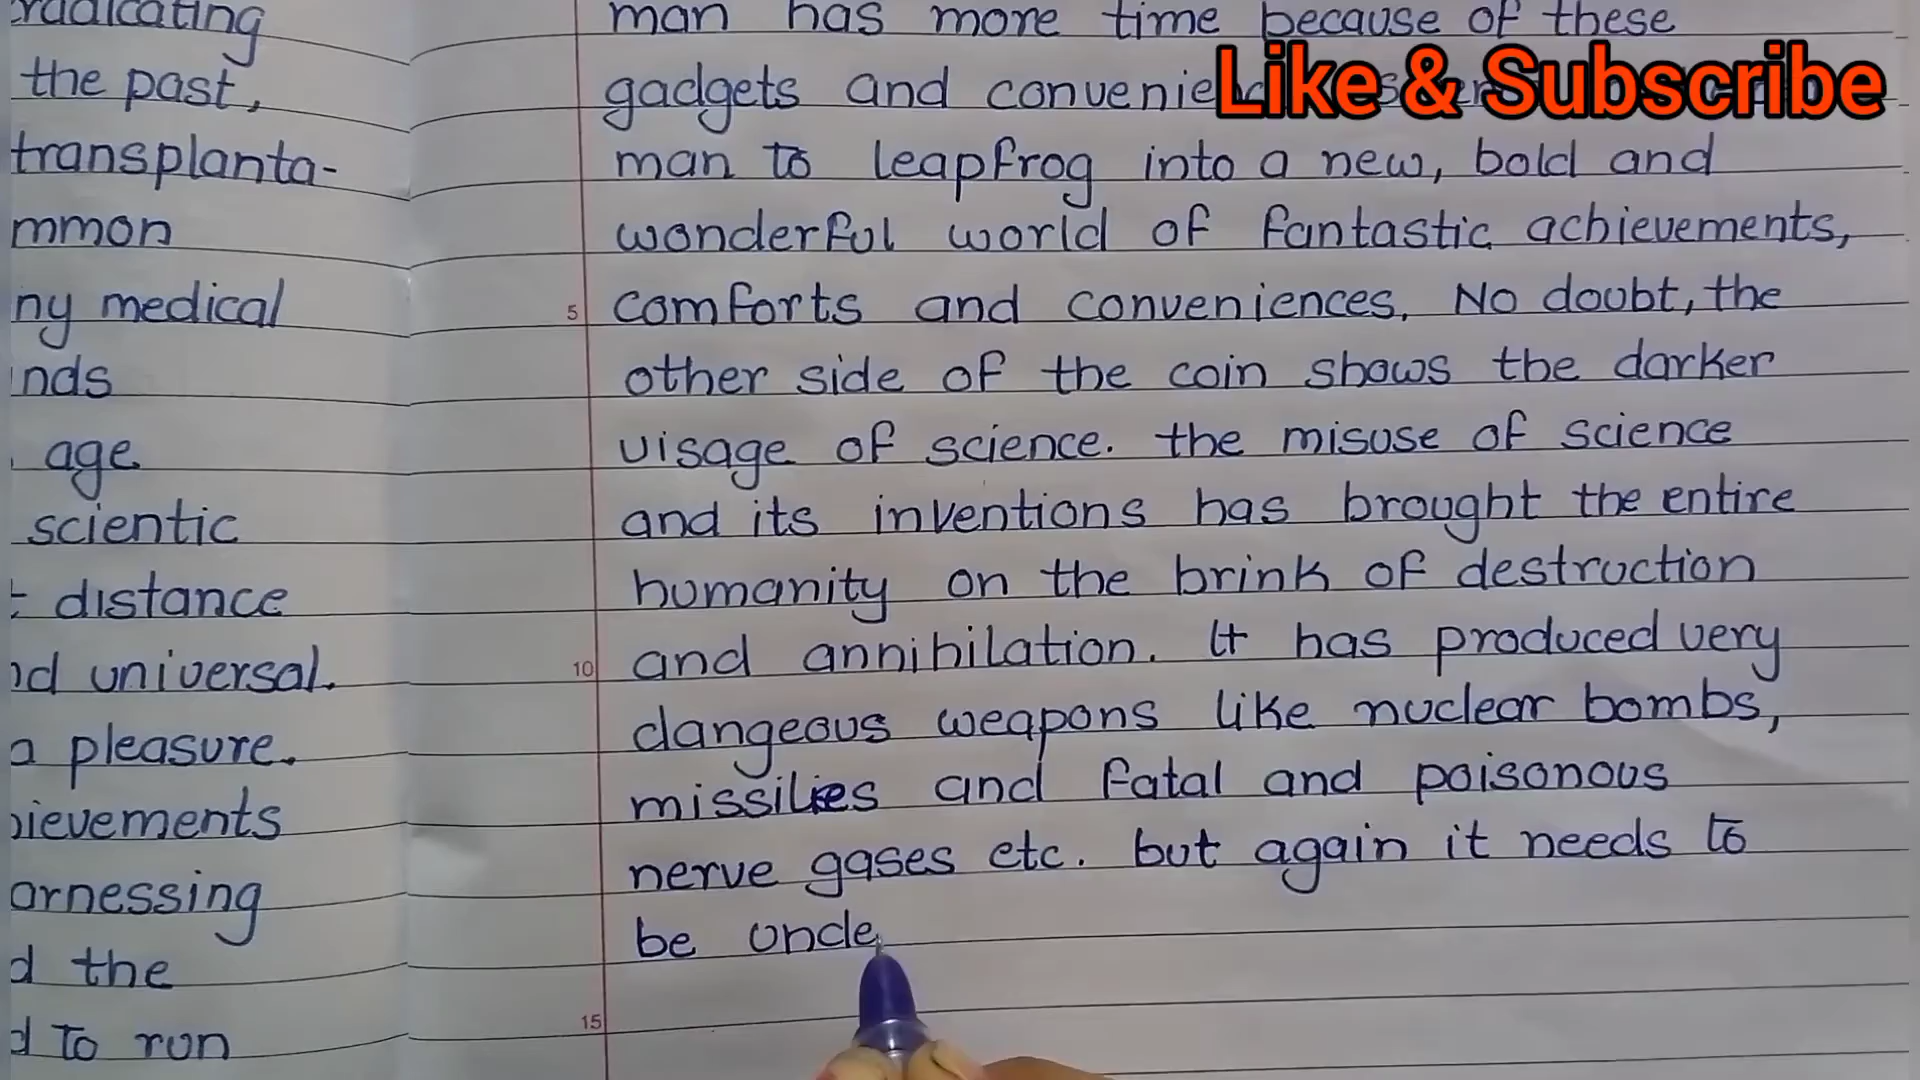 eradicating
the past,
transplanta-
mmon
ny medical
nds
age
scientic
distance
nd universal.
a pleasure.
hievements
arnessing
d the
d to run
man has more time because of these
gadgets and
Like & Subscribe
man to leapfrog into a new, bold and
wonderful world of fantastic achievements,
5
comforts and conveniences. No doubt, the
other side of the coin shows the darker
visage of science. the misuse of science
and its inventions has brought the entire
humanity on the brink of destruction
10
and annihilation. It has produced very
dangeous weapons like nuclear bombs,
missilies and fatal and poisonous
nerve gases etc. but again it needs to
be unde
15